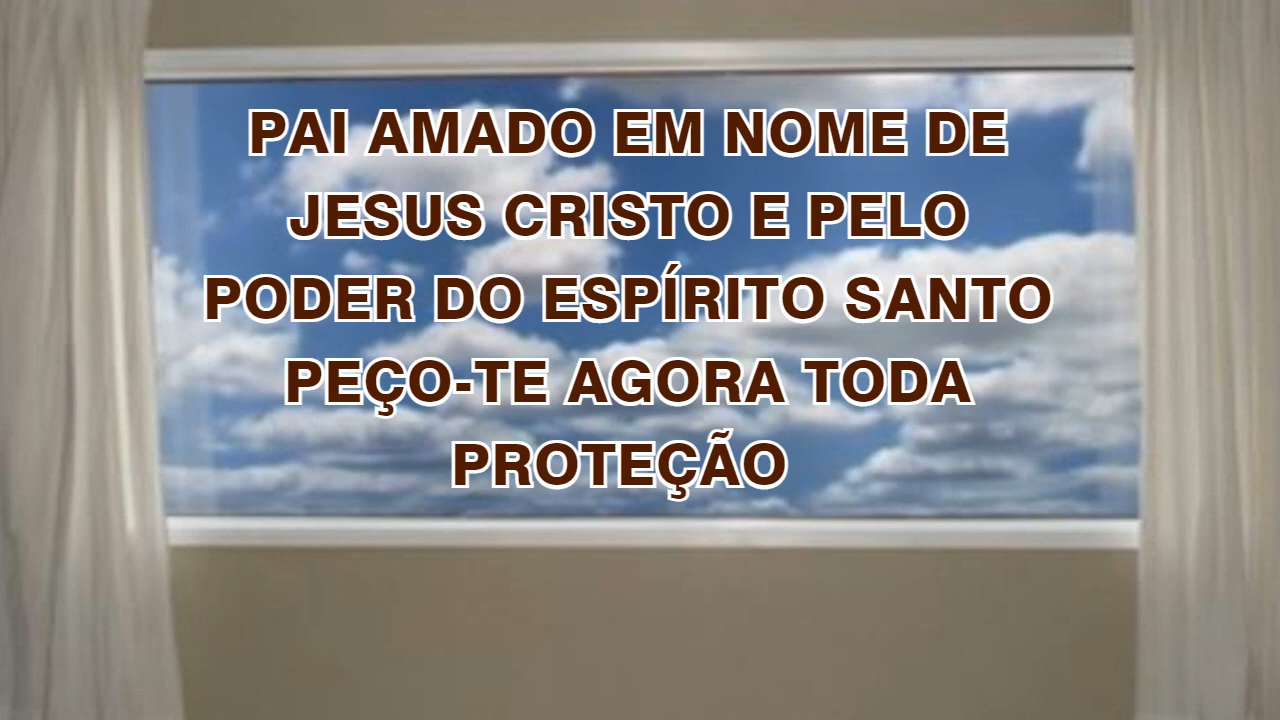 PAI AMADO EM NOME DE
JESUS CRISTO E PELO
PODER DO ESPÍRITO SANTO
PEÇO-TE AGORA TODA
PROTEÇÃO